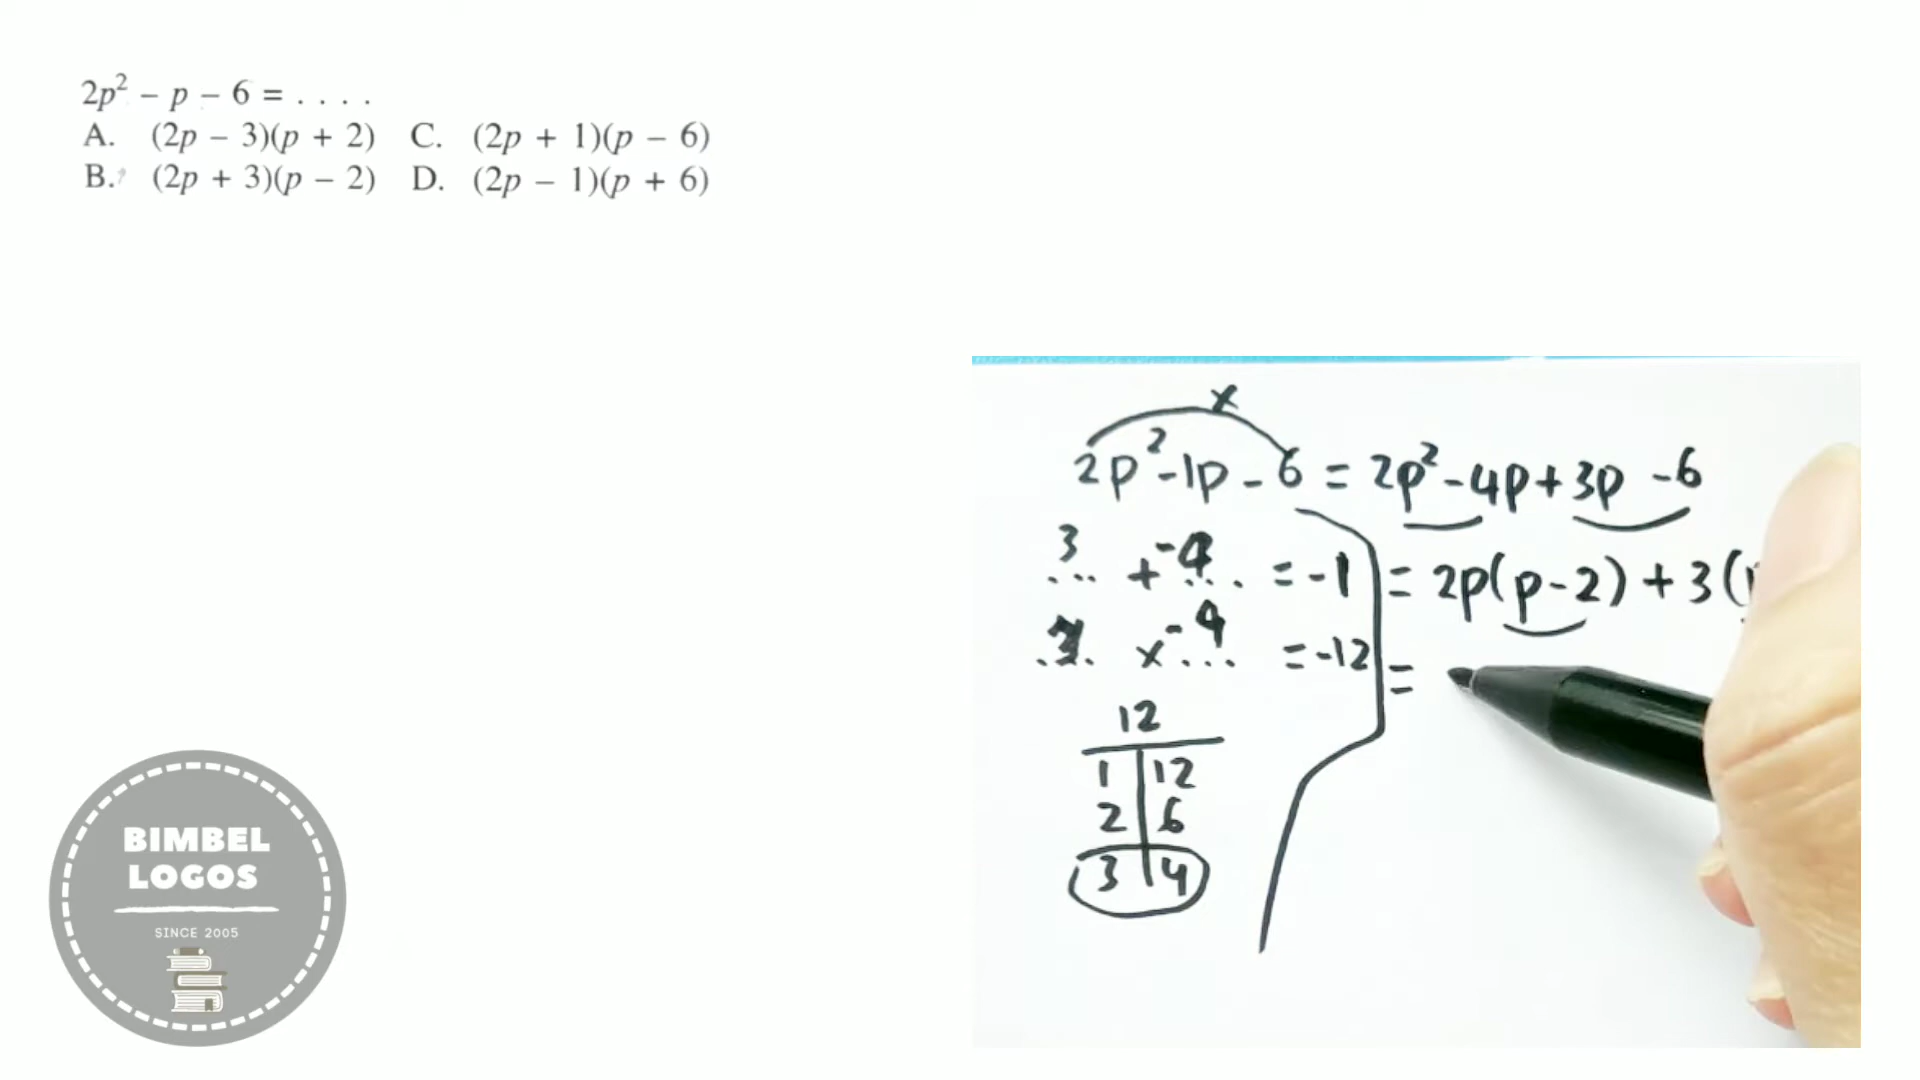 2p² – p – 6 = . . . .
A. (2p – 3)(p + 2) C. (2p + 1)(p – 6)
B. (2p + 3)(p – 2) D. (2p – 1)(p + 6)
x
2p² -1p - 6 = 2p² -4p+3p -6
3 + -4 = -1
= 2p(p-2) + 3(
x -4 = -12
=
12
1 12
2 6
3 4
BIMBEL
LOGOS
SINCE 2005